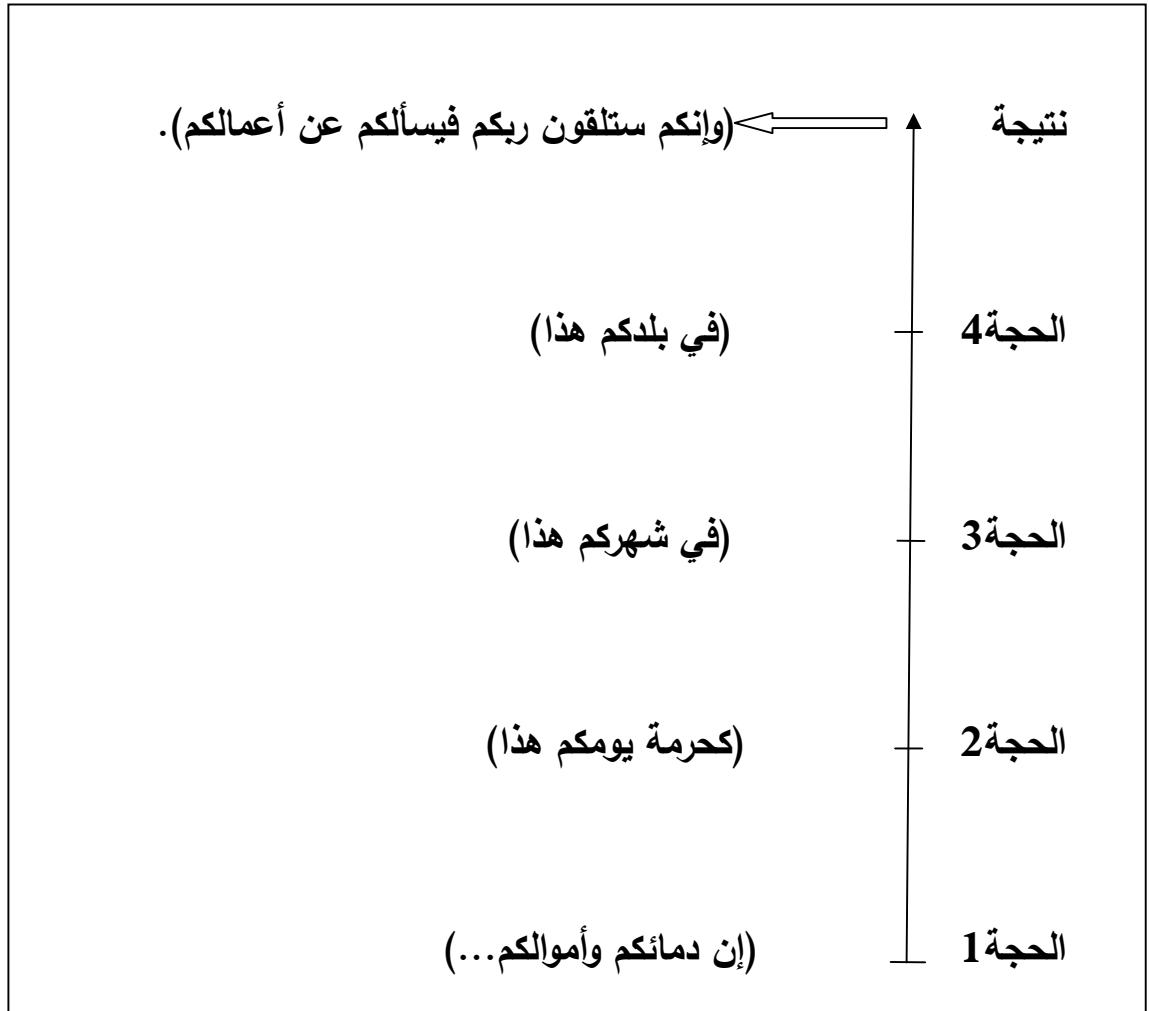 نتيجة (وإنكم ستلقون ربكم فيسألكم عن أعمالكم).
الحجة4 (في بلدكم هذا)
الحجة3 (في شهركم هذا)
الحجة2 (كحرمة يومكم هذا)
الحجة1 (إن دمائكم وأموالكم...)